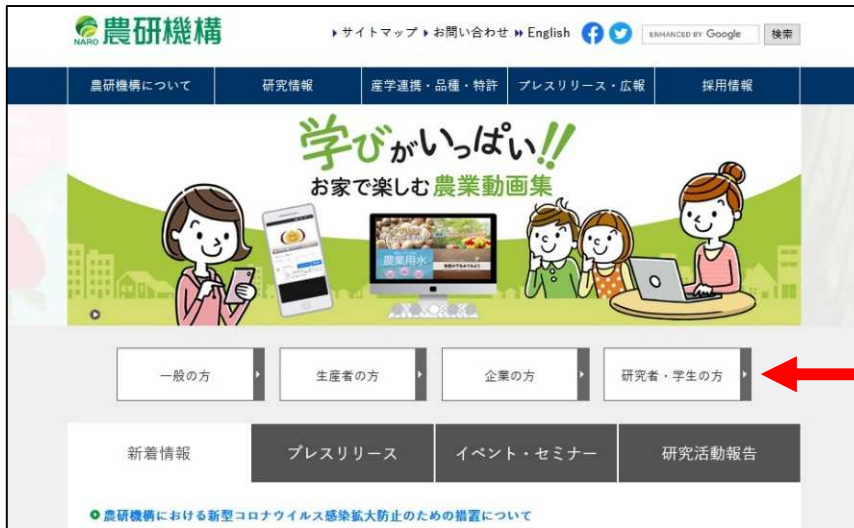 NARO 農研機構
サイトマップ お問い合わせ English
ENHANCED BY Google 検索
農研機構について 研究情報 産学連携・品種・特許 プレスリリース・広報 採用情報
学びがいっぱい!!
お家で楽しむ農業動画集
農業用水
一般の方 生産者の方 企業の方 研究者・学生の方
新着情報 プレスリリース イベント・セミナー 研究活動報告
農研機構における新型コロナウイルス感染拡大防止のための措置について